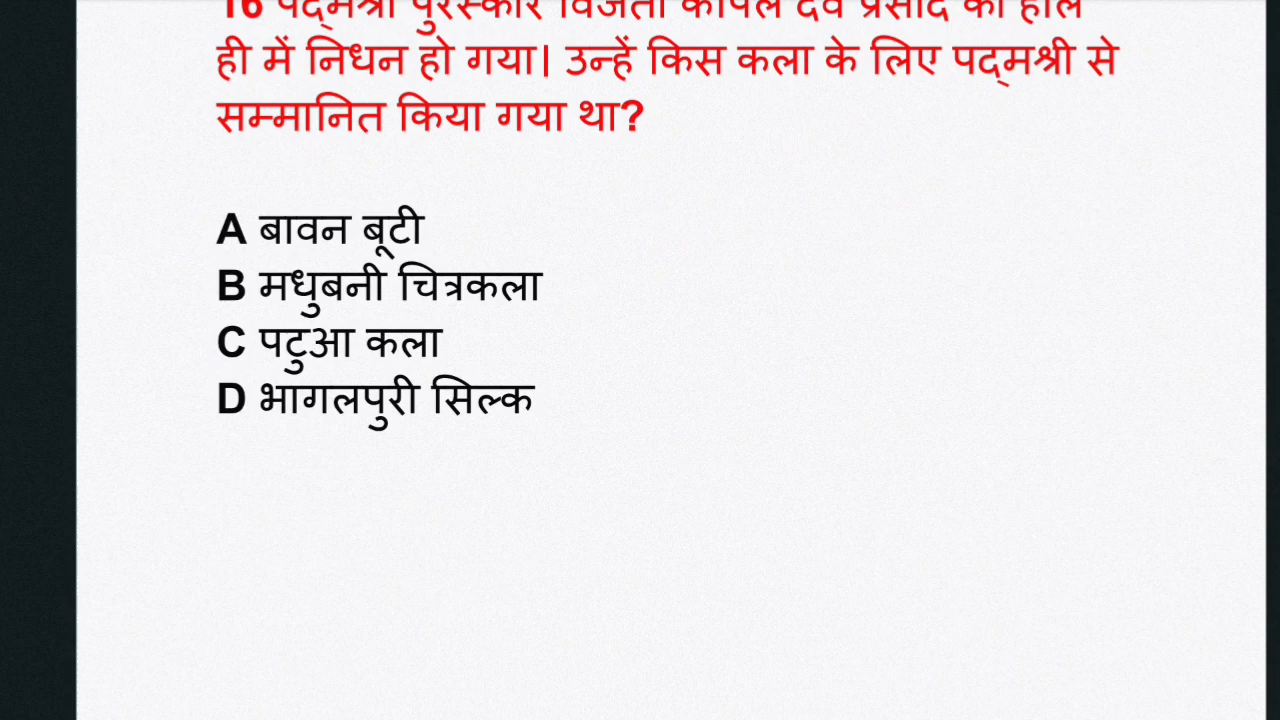 16 पद्मश्री पुरस्कार विजेता कपिल देव प्रसाद का हाल
ही में निधन हो गया। उन्हें किस कला के लिए पद्मश्री से
सम्मानित किया गया था?
A बावन बूटी
B मधुबनी चित्रकला
C पटुआ कला
D भागलपुरी सिल्क